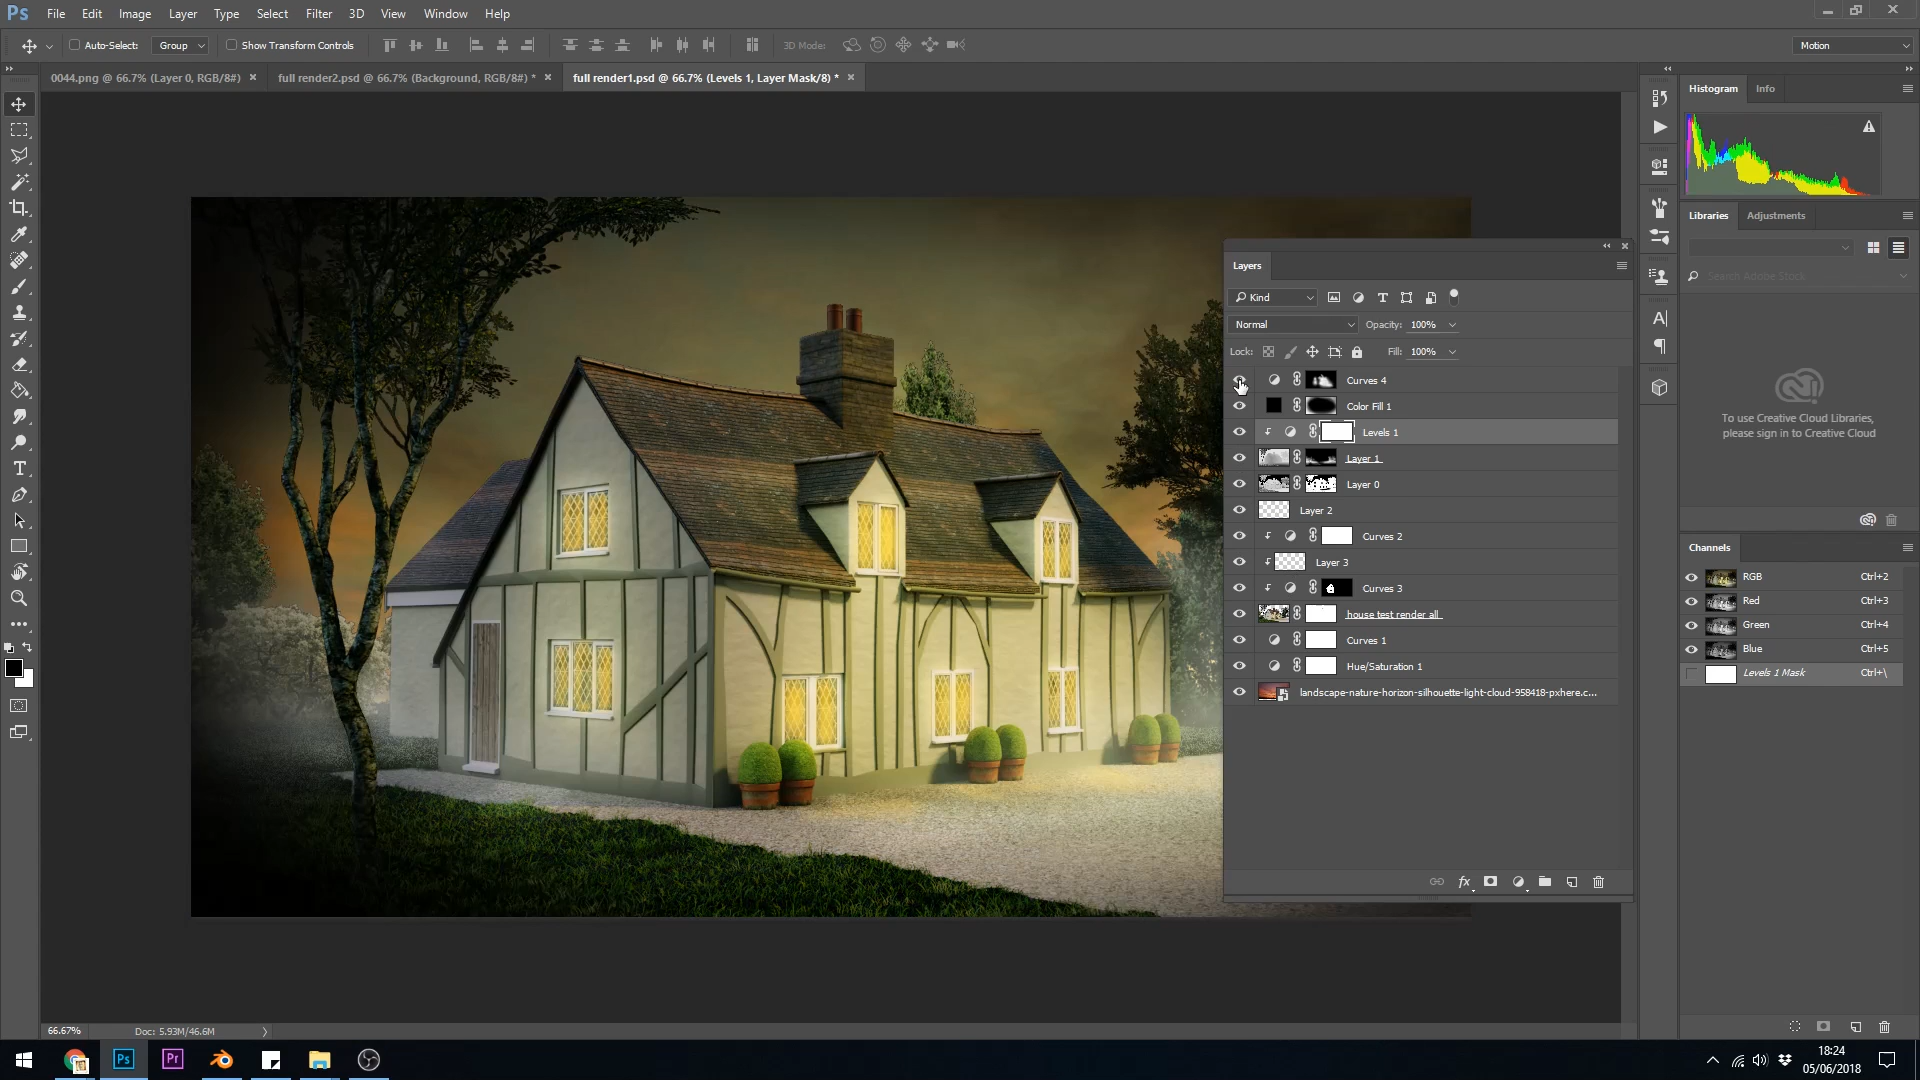 Ps File Edit Image Layer Type Select Filter 3D View Window Help
Auto-Select: Group Show Transform Controls 3D Mode: Motion
0044.png @ 66.7% (Layer 0, RGB/8#) × full render2.psd @ 66.7% (Background, RGB/8#) * × full render1.psd @ 66.7% (Levels 1, Layer Mask/8) * ×
Histogram Info
Libraries Adjustments
Search Adobe Stock
To use Creative Cloud Libraries,
please sign in to Creative Cloud
Layers
Kind
Normal Opacity: 100%
Lock: Fill: 100%
Curves 4
Color Fill 1
Levels 1
Layer 1
Layer 0
Layer 2
Curves 2
Layer 3
Curves 3
house test render all
Curves 1
Hue/Saturation 1
landscape-nature-horizon-silhouette-light-cloud-958418-pxhere.c...
fx
Channels
RGB Ctrl+2
Red Ctrl+3
Green Ctrl+4
Blue Ctrl+5
Levels 1 Mask Ctrl+\
66.67% Doc: 5.93M/46.6M
Ps Pr
18:24
05/06/2018